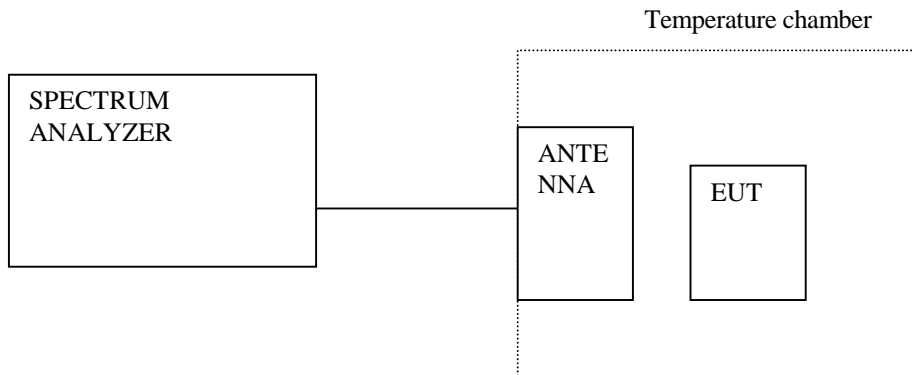 Temperature chamber
SPECTRUM
ANALYZER
ANTE
NNA
EUT